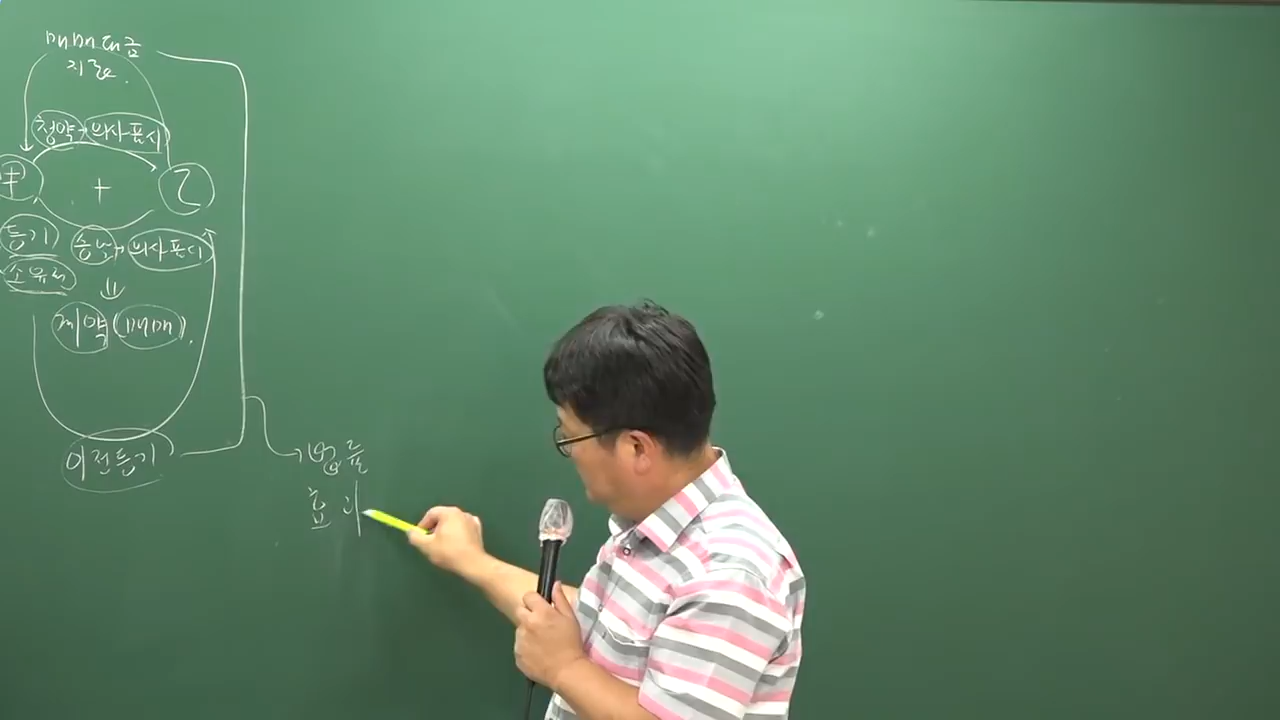 매매대금
지급
청약→의사표시
甲 + 乙
등기 승낙→의사표시
소유권 ⇓
계약(매매)
이전등기
법률
효과